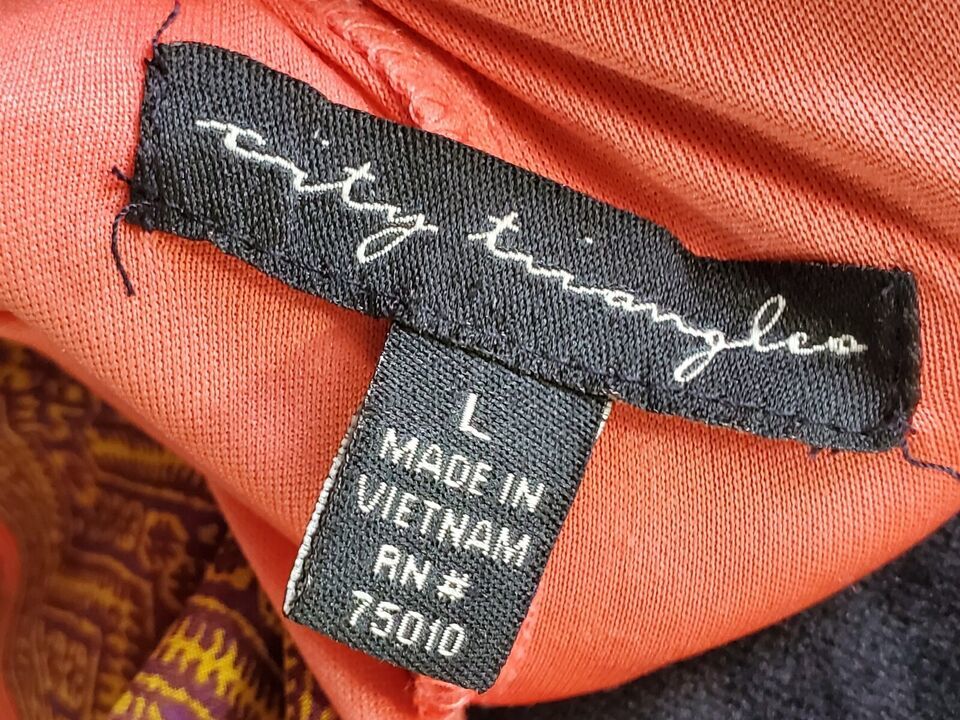 city triangles
L
MADE IN
VIETNAM
RN #
75010